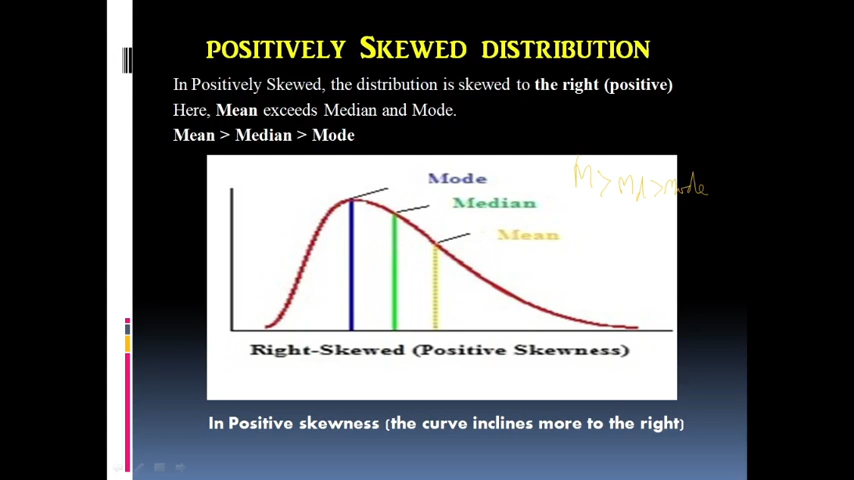 POSITIVELY SKEWED DISTRIBUTION
In Positively Skewed, the distribution is skewed to the right (positive)
Here, Mean exceeds Median and Mode.
Mean > Median > Mode
M > Md > mode
Mode
Median
Mean
Right-Skewed (Positive Skewness)
In Positive skewness (the curve inclines more to the right)